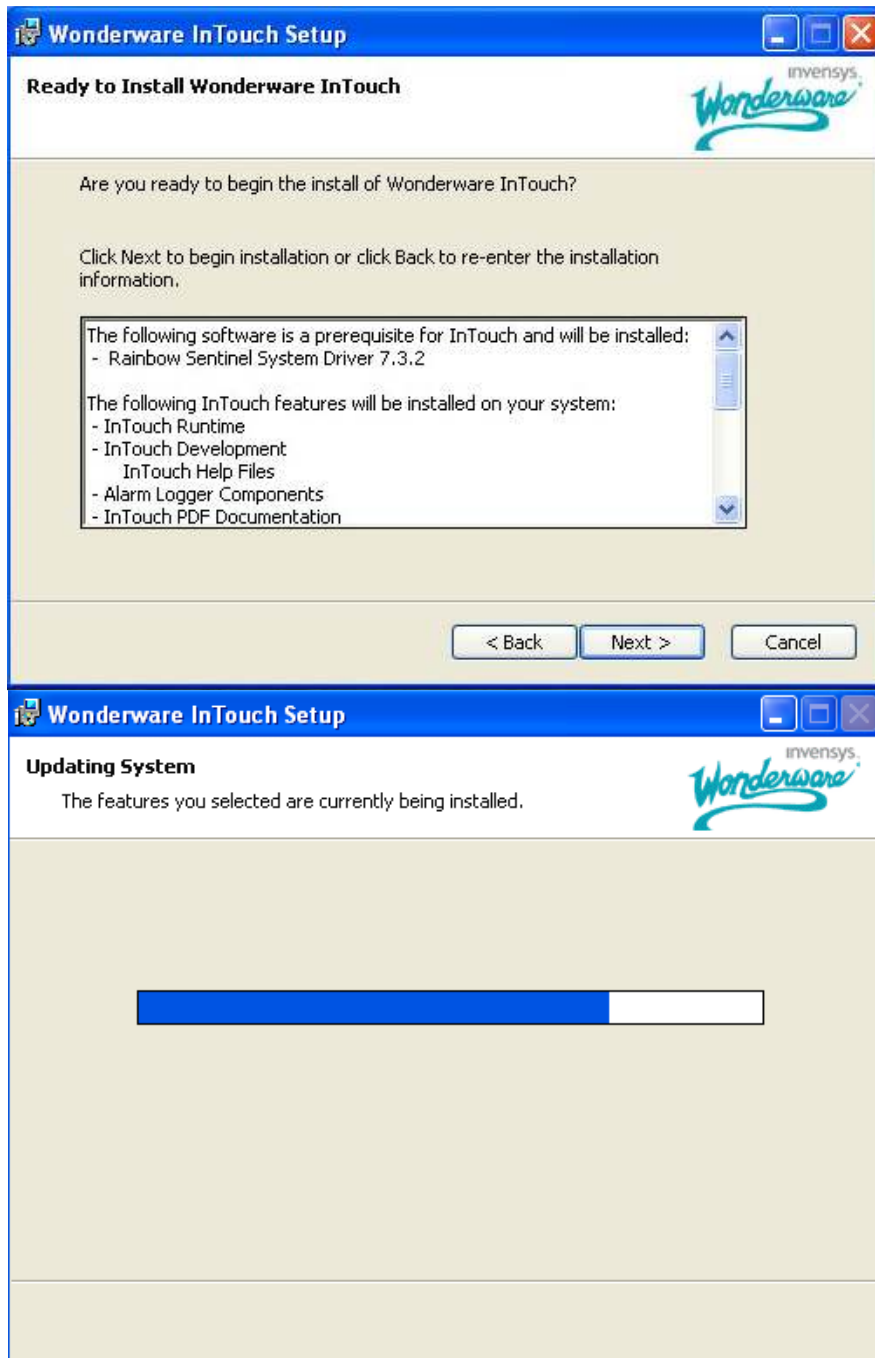 Wonderware InTouch Setup
Ready to Install Wonderware InTouch
invensys.
Wonderware
Are you ready to begin the install of Wonderware InTouch?
Click Next to begin installation or click Back to re-enter the installation
information.
The following software is a prerequisite for InTouch and will be installed:
- Rainbow Sentinel System Driver 7.3.2
The following InTouch features will be installed on your system:
- InTouch Runtime
- InTouch Development
InTouch Help Files
- Alarm Logger Components
- InTouch PDF Documentation
< Back Next > Cancel
Wonderware InTouch Setup
invensys.
Wonderware
Updating System
The features you selected are currently being installed.